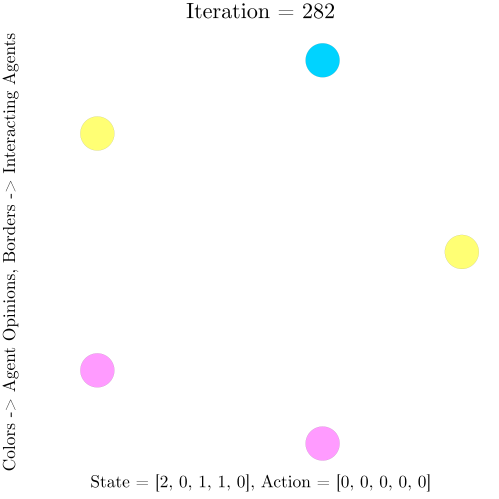 Iteration = 282
Colors -> Agent Opinions, Borders -> Interacting Agents
State = [2, 0, 1, 1, 0], Action = [0, 0, 0, 0, 0]